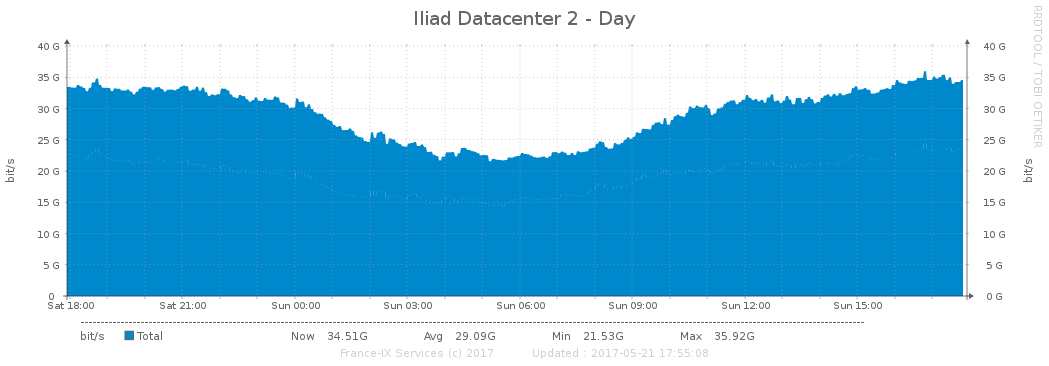 Iliad Datacenter 2 - Day
RRDTOOL / TOBI OETIKER
40 G 40 G
35 G 35 G
30 G 30 G
25 G 25 G
20 G 20 G
15 G 15 G
10 G 10 G
5 G 5 G
0 0 G
bit/s bit/s
Sat 18:00 Sat 21:00 Sun 00:00 Sun 03:00 Sun 06:00 Sun 09:00 Sun 12:00 Sun 15:00
bit/s Total Now 34.51G Avg 29.09G Min 21.53G Max 35.92G
France-IX Services (c) 2017 Updated : 2017-05-21 17:55:08